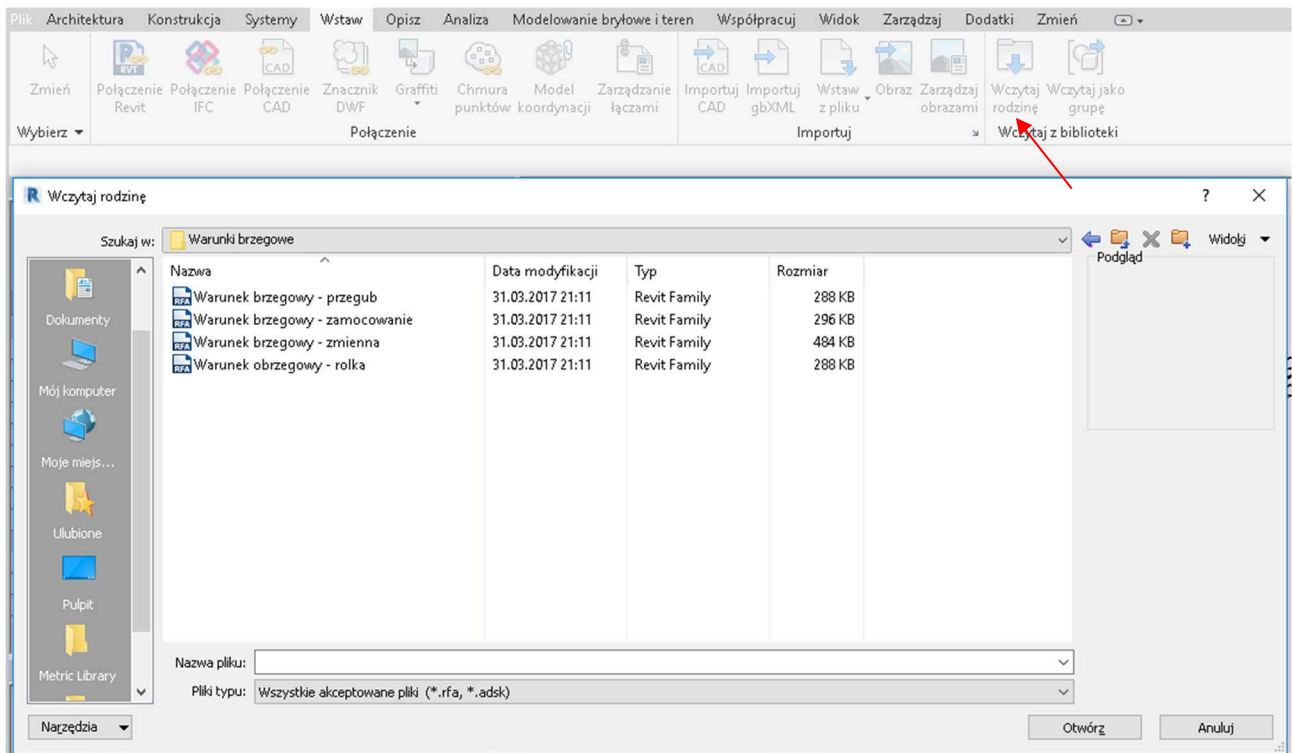 Plik Architektura Konstrukcja Systemy Wstaw Opisz Analiza Modelowanie bryłowe i teren Współpracuj Widok Zarządzaj Dodatki Zmień
Zmień Połączenie Połączenie Połączenie Znacznik Graffiti Chmura Model Zarządzanie Importuj Importuj Wstaw Obraz Zarządzaj Wczytaj Wczytaj jako
Revit IFC CAD DWF punktów koordynacji łączami CAD gbXML z pliku obrazami rodzinę grupę
Wybierz Połączenie Importuj Wczytaj z biblioteki
R Wczytaj rodzinę ?
Szukaj w: Warunki brzegowe Widoki
Podgląd
Nazwa Data modyfikacji Typ Rozmiar
RFA Warunek brzegowy - przegub 31.03.2017 21:11 Revit Family 288 KB
RFA Warunek brzegowy - zamocowanie 31.03.2017 21:11 Revit Family 296 KB
RFA Warunek brzegowy - zmienna 31.03.2017 21:11 Revit Family 484 KB
RFA Warunek obrzegowy - rolka 31.03.2017 21:11 Revit Family 288 KB
Dokumenty
Mój komputer
Moje miejs...
Ulubione
Pulpit
Metric Library
Nazwa pliku:
Pliki typu: Wszystkie akceptowane pliki (*.rfa, *.adsk)
Narzędzia Otwórz Anuluj